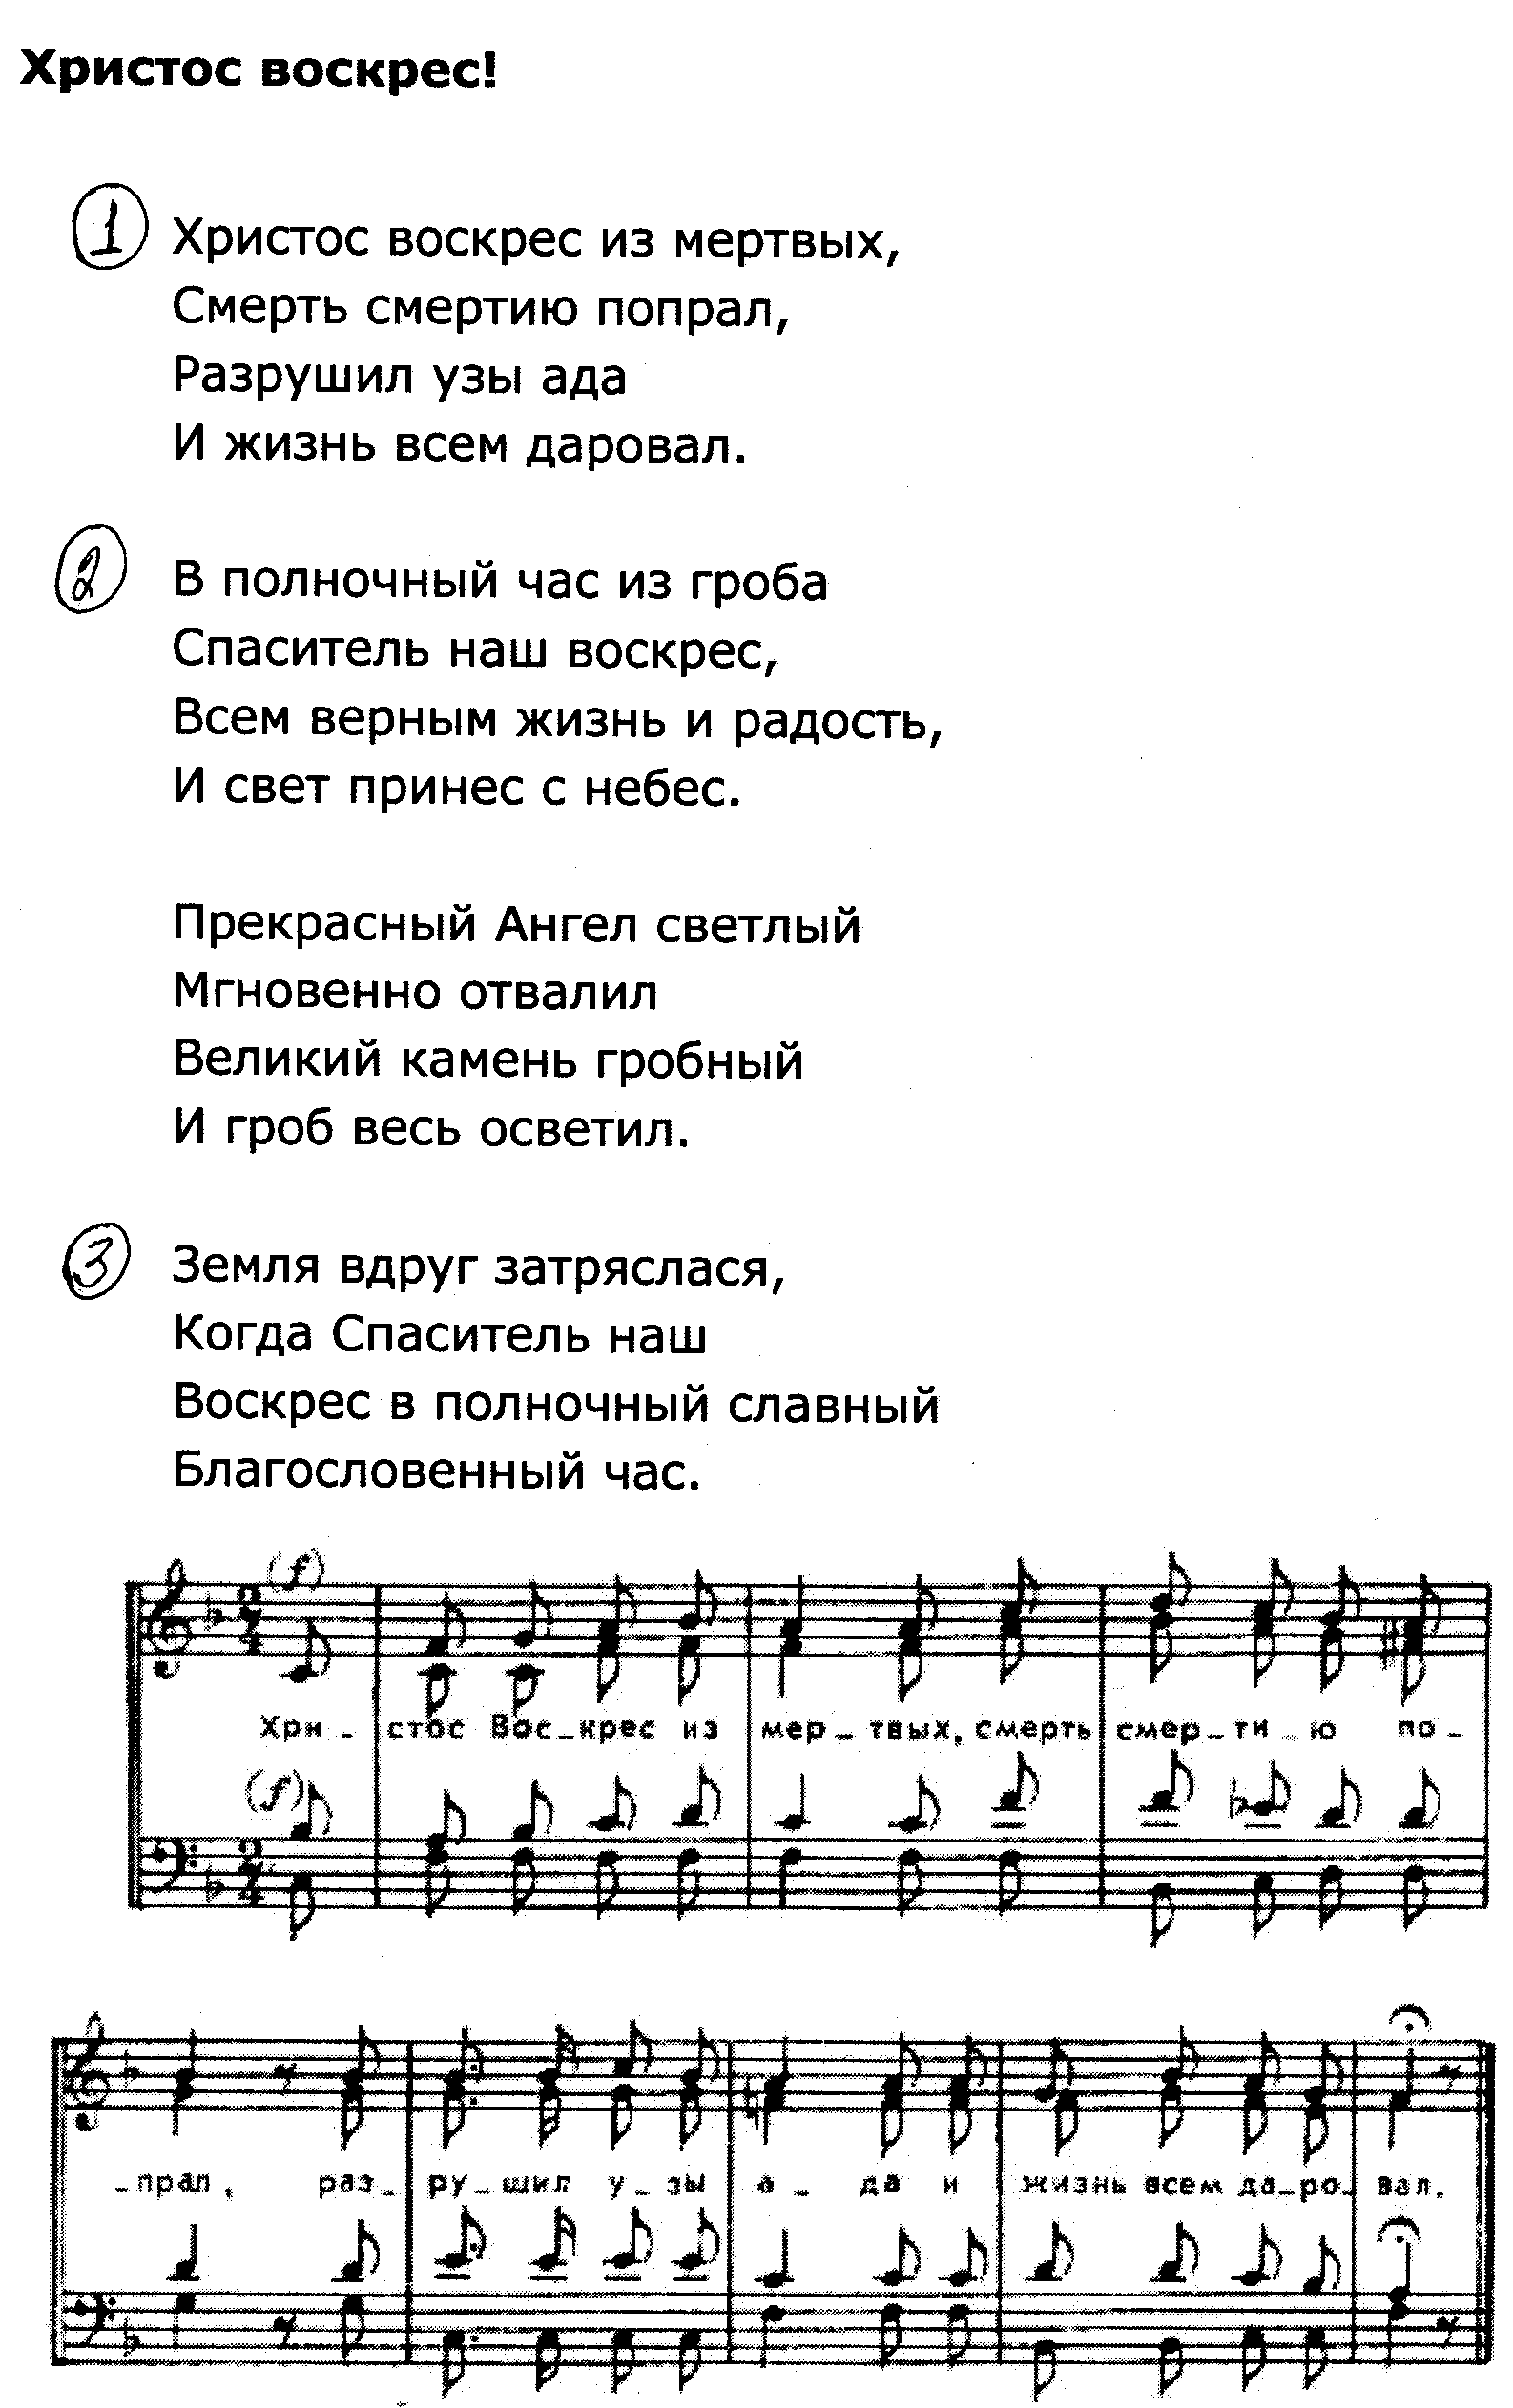 Христос воскрес!
1 Христос воскрес из мертвых,
Смерть смертию попрал,
Разрушил узы ада
И жизнь всем даровал.
2 В полночный час из гроба
Спаситель наш воскрес,
Всем верным жизнь и радость,
И свет принес с небес.
Прекрасный Ангел светлый
Мгновенно отвалил
Великий камень гробный
И гроб весь осветил.
3 Земля вдруг затряслася,
Когда Спаситель наш
Воскрес в полночный славный
Благословенный час.
(f)
2/4
Хри - стос Вос - крес из мер - твых, смерть смер - ти - ю по -
(f)
2/4
- прал, раз - ру - шил у - зы а - да и жизнь всем да - ро - вал.